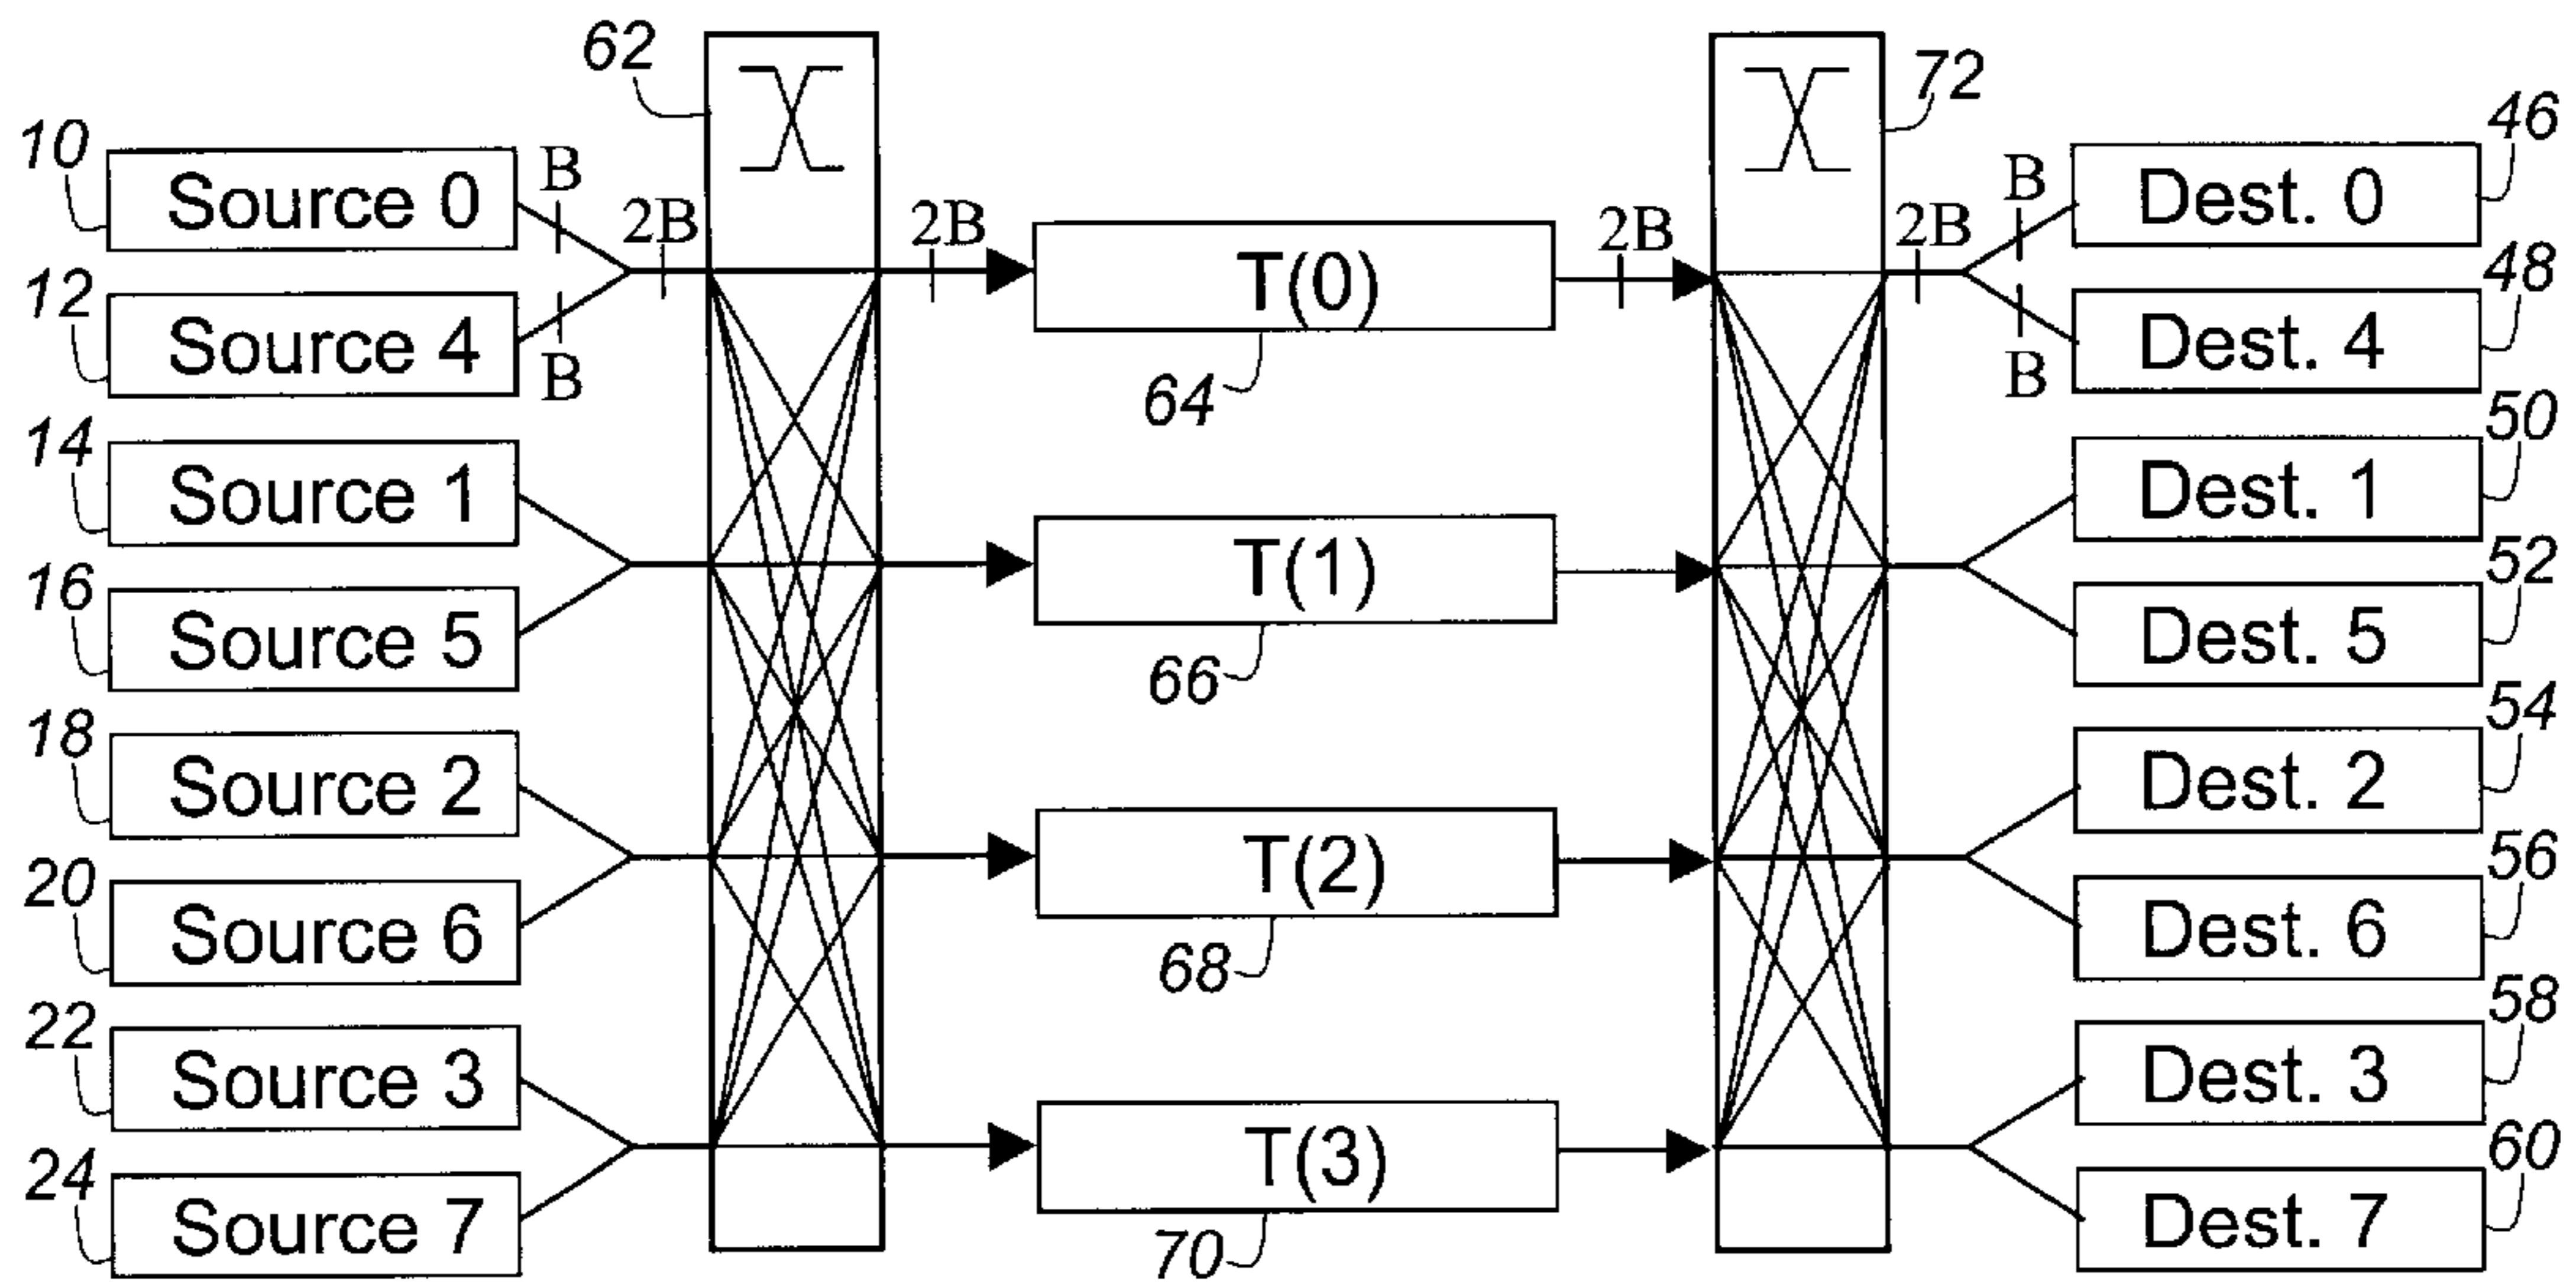 62
72
10
Source 0
B
2B
2B
T(0)
64
2B
2B
B
Dest. 0
46
12
Source 4
B
B
Dest. 4
48
14
Source 1
T(1)
66
Dest. 1
50
16
Source 5
Dest. 5
52
18
Source 2
T(2)
68
Dest. 2
54
20
Source 6
Dest. 6
56
22
Source 3
T(3)
70
Dest. 3
58
24
Source 7
Dest. 7
60